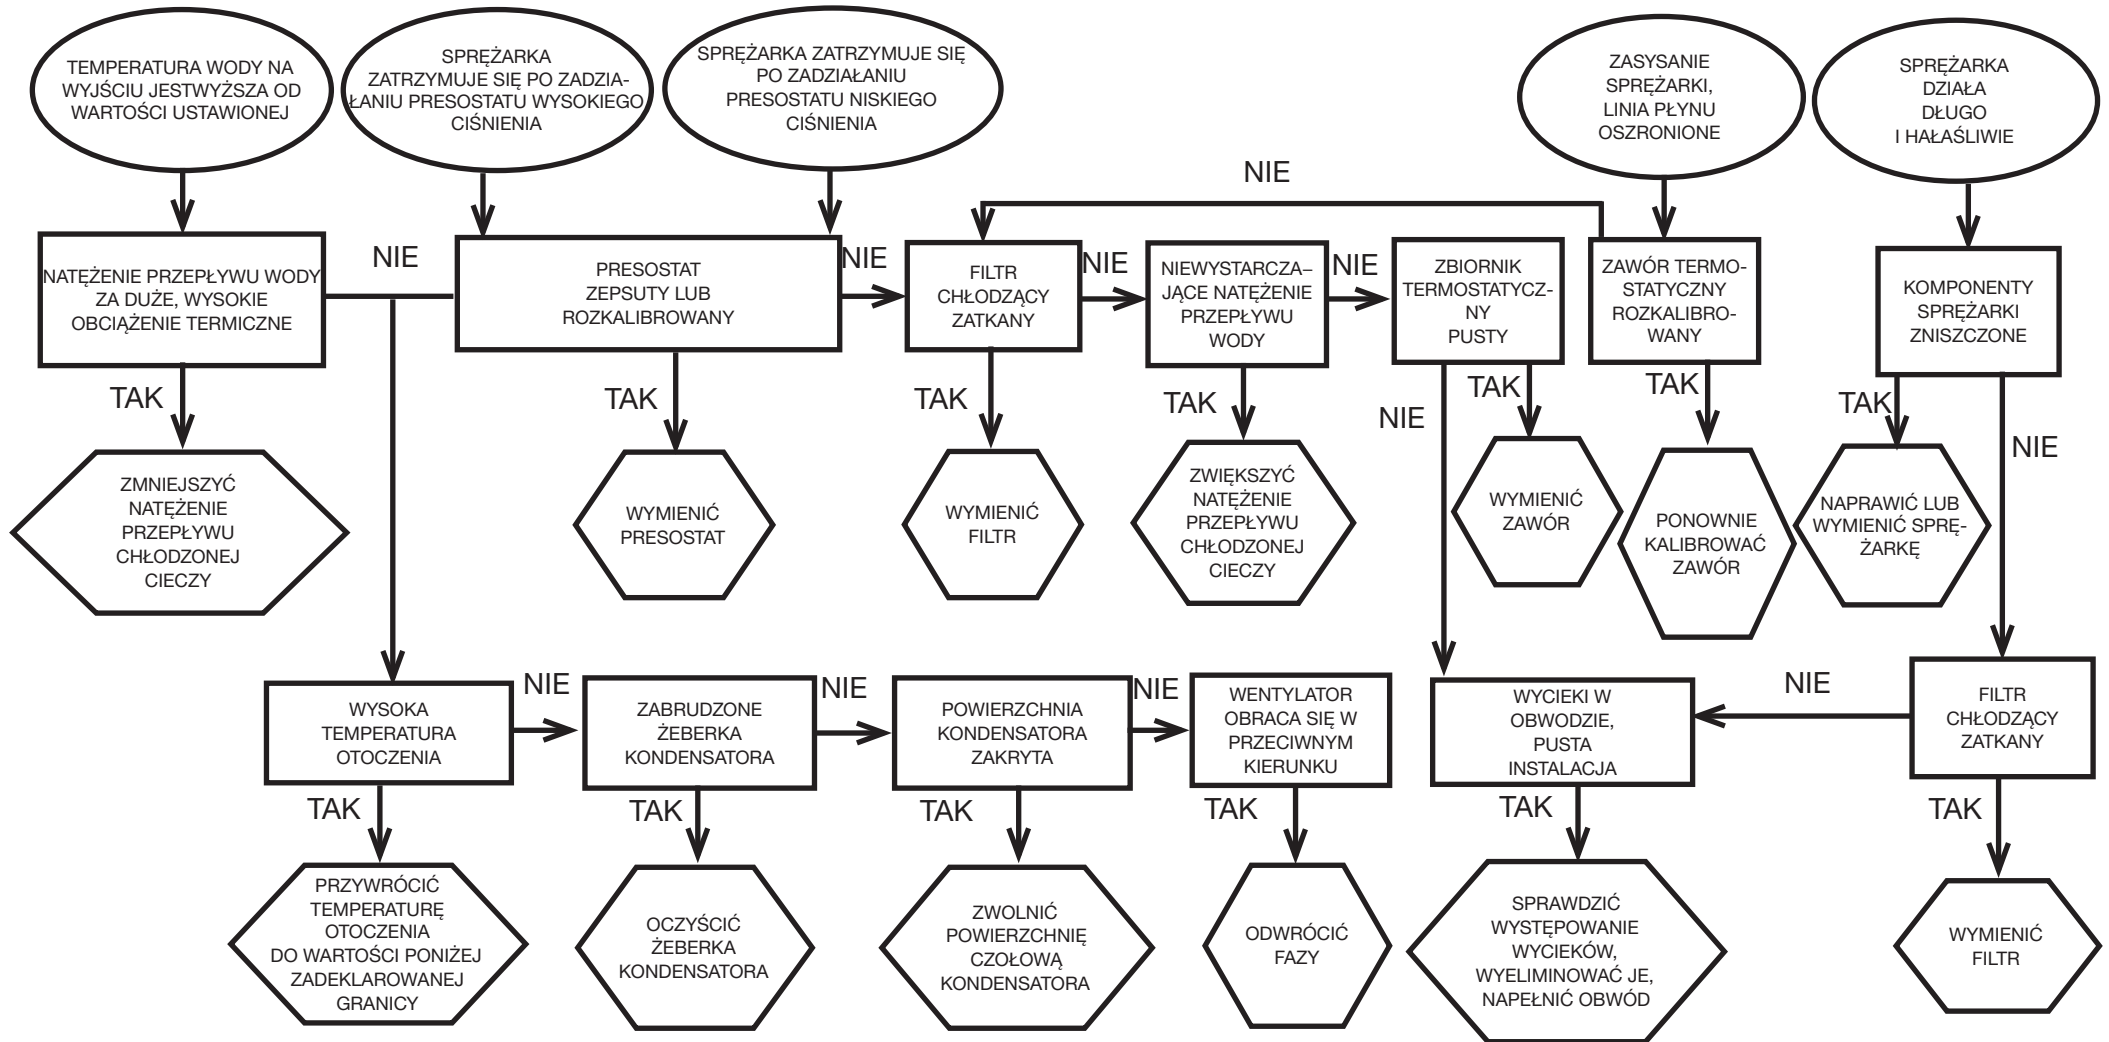 TEMPERATURA WODY NA
WYJŚCIU JESTWYŻSZA OD
WARTOŚCI USTAWIONEJ
SPRĘŻARKA
ZATRZYMUJE SIĘ PO ZADZIA-
ŁANIU PRESOSTATU WYSOKIEGO
CIŚNIENIA
SPRĘŻARKA ZATRZYMUJE SIĘ
PO ZADZIAŁANIU
PRESOSTATU NISKIEGO
CIŚNIENIA
ZASYSANIE
SPRĘŻARKI,
LINIA PŁYNU
OSZRONIONE
SPRĘŻARKA
DZIAŁA
DŁUGO
I HAŁAŚLIWIE
NIE
NATĘŻENIE PRZEPŁYWU WODY
ZA DUŻE, WYSOKIE
OBCIĄŻENIE TERMICZNE
NIE
PRESOSTAT
ZEPSUTY LUB
ROZKALIBROWANY
NIE
FILTR
CHŁODZĄCY
ZATKANY
NIE
NIEWYSTARCZA–
JĄCE NATĘŻENIE
PRZEPŁYWU
WODY
NIE
ZBIORNIK
TERMOSTATYCZ-
NY
PUSTY
ZAWÓR TERMO-
STATYCZNY
ROZKALIBRO-
WANY
KOMPONENTY
SPRĘŻARKI
ZNISZCZONE
TAK
TAK
TAK
TAK
NIE
TAK
TAK
TAK
NIE
ZMNIEJSZYĆ
NATĘŻENIE
PRZEPŁYWU
CHŁODZONEJ
CIECZY
WYMIENIĆ
PRESOSTAT
WYMIENIĆ
FILTR
ZWIĘKSZYĆ
NATĘŻENIE
PRZEPŁYWU
CHŁODZONEJ
CIECZY
WYMIENIĆ
ZAWÓR
PONOWNIE
KALIBROWAĆ
ZAWÓR
NAPRAWIĆ LUB
WYMIENIĆ SPRĘ-
ŻARKĘ
WYSOKA
TEMPERATURA
OTOCZENIA
NIE
ZABRUDZONE
ŻEBERKA
KONDENSATORA
NIE
POWIERZCHNIA
KONDENSATORA
ZAKRYTA
NIE
WENTYLATOR
OBRACA SIĘ W
PRZECIWNYM
KIERUNKU
WYCIEKI W
OBWODZIE,
PUSTA
INSTALACJA
NIE
FILTR
CHŁODZĄCY
ZATKANY
TAK
TAK
TAK
TAK
TAK
TAK
PRZYWRÓCIĆ
TEMPERATURĘ
OTOCZENIA
DO WARTOŚCI PONIŻEJ
ZADEKLAROWANEJ
GRANICY
OCZYŚCIĆ
ŻEBERKA
KONDENSATORA
ZWOLNIĆ
POWIERZCHNIĘ
CZOŁOWĄ
KONDENSATORA
ODWRÓCIĆ
FAZY
SPRAWDZIĆ
WYSTĘPOWANIE
WYCIEKÓW,
WYELIMINOWAĆ JE,
NAPEŁNIĆ OBWÓD
WYMIENIĆ
FILTR